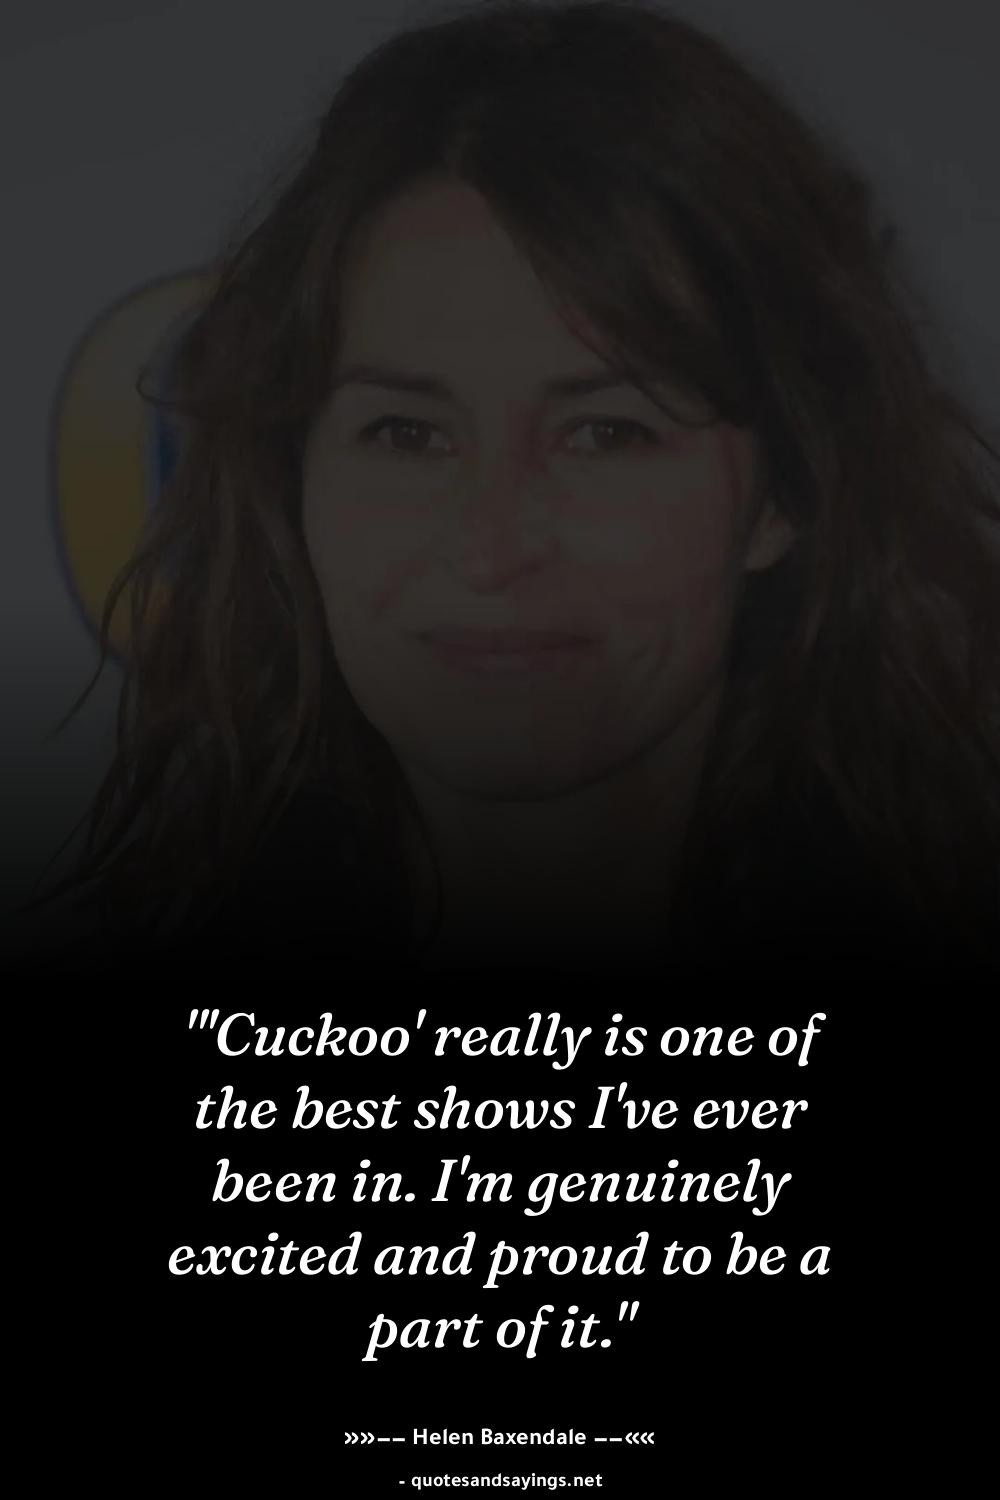 "'Cuckoo' really is one of
the best shows I've ever
been in. I'm genuinely
excited and proud to be a
part of it."
»»–– Helen Baxendale ––««
- quotesandsayings.net